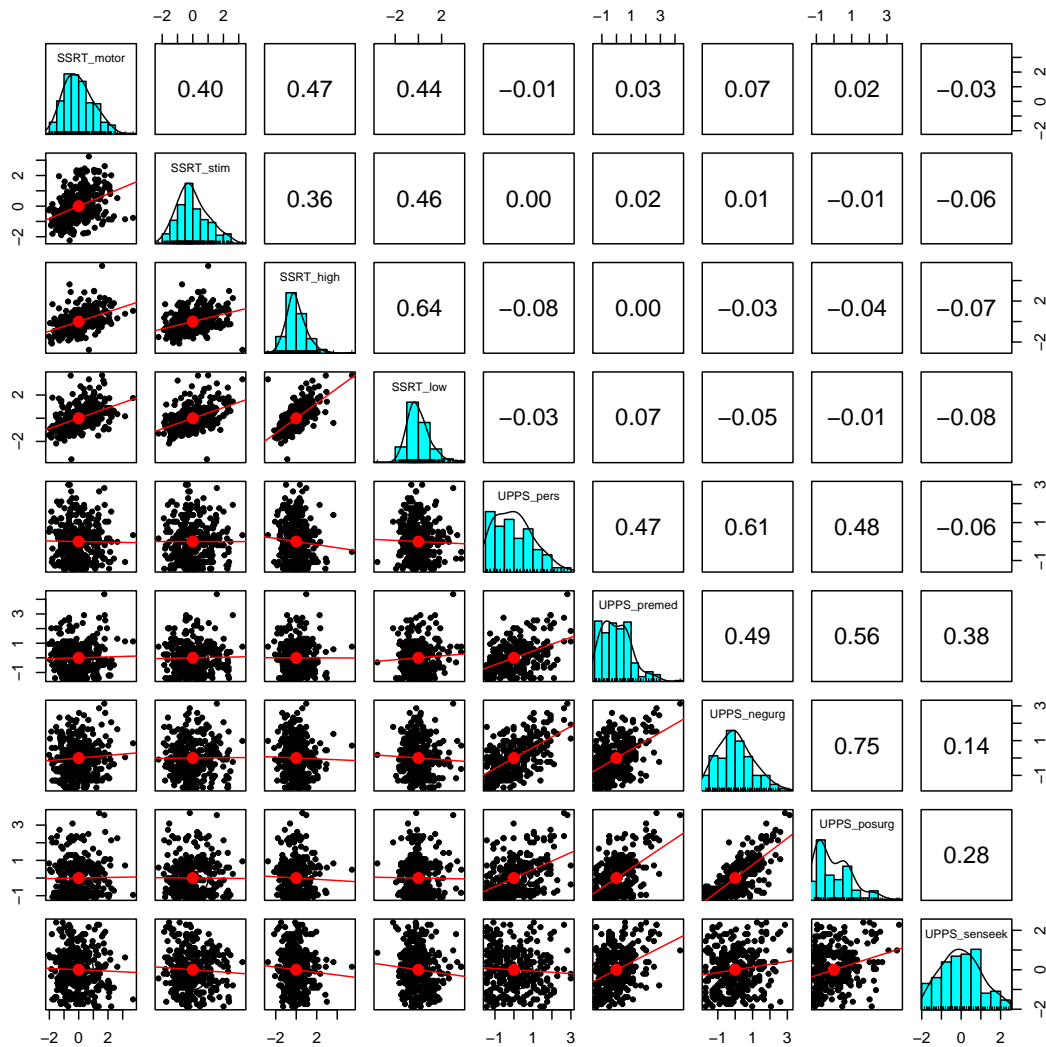 −2 0 2 −2 0 2 −1 1 3 −1 1 3
SSRT_motor 0.40 0.47 0.44 −0.01 0.03 0.07 0.02 −0.03 −2 0 2
−2 0 2 SSRT_stim 0.36 0.46 0.00 0.02 0.01 −0.01 −0.06
SSRT_high 0.64 −0.08 0.00 −0.03 −0.04 −0.07 −2 2
−2 2 SSRT_low −0.03 0.07 −0.05 −0.01 −0.08
UPPS_pers 0.47 0.61 0.48 −0.06 −1 1 3
−1 1 3 UPPS_premed 0.49 0.56 0.38
UPPS_negurg 0.75 0.14 −1 1 3
−1 1 3 UPPS_posurg 0.28
UPPS_senseek −2 0 2
−2 0 2 −2 2 −1 1 3 −1 1 3 −2 0 2